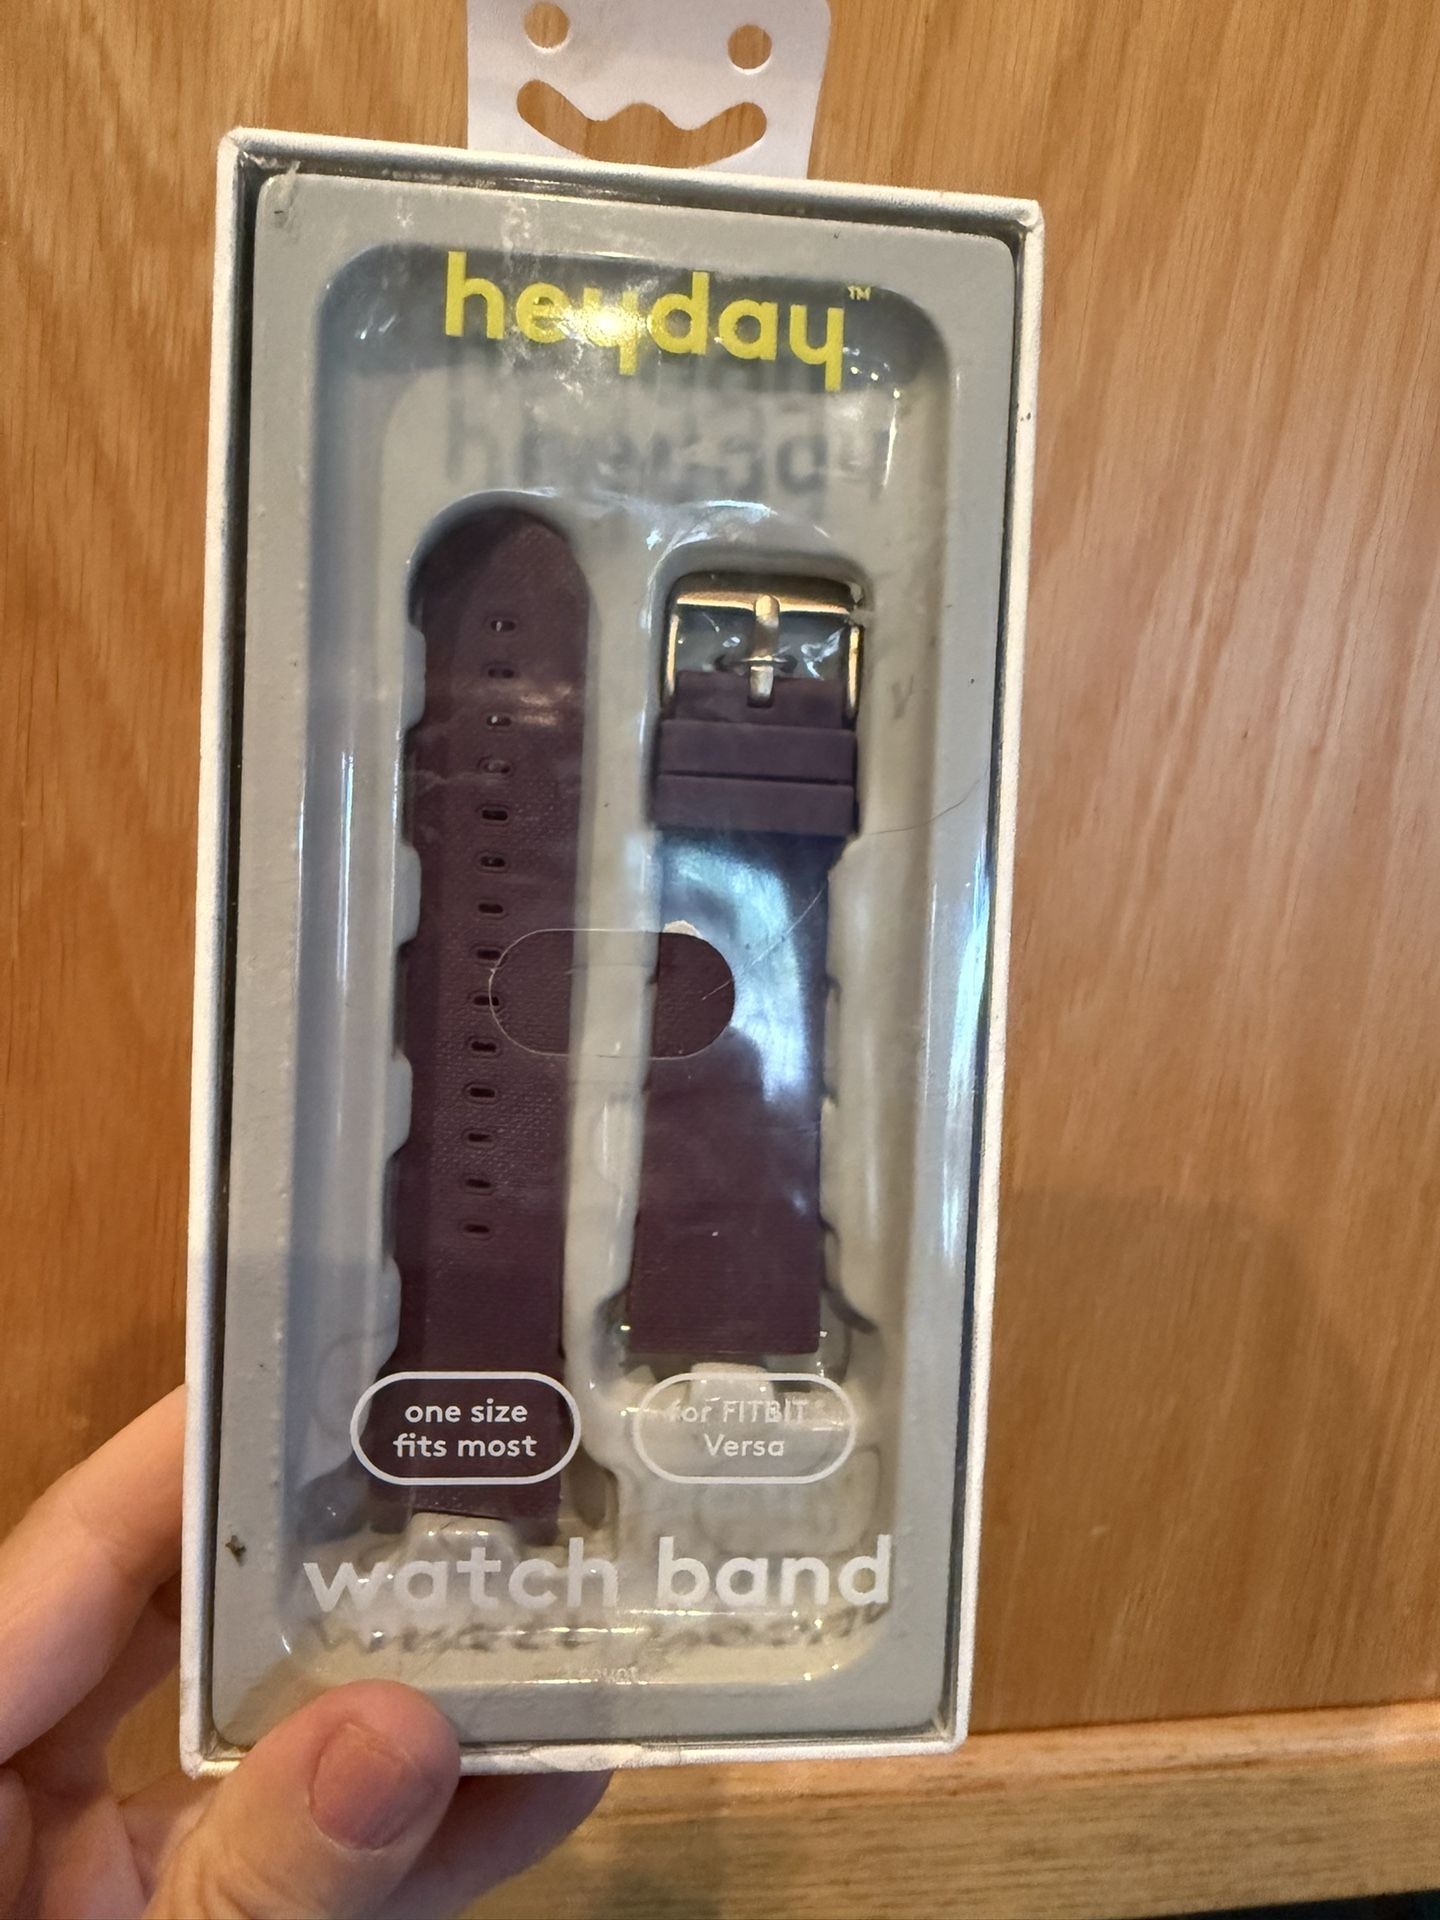 heyday™
one size
fits most
for FITBIT
Versa
watch band